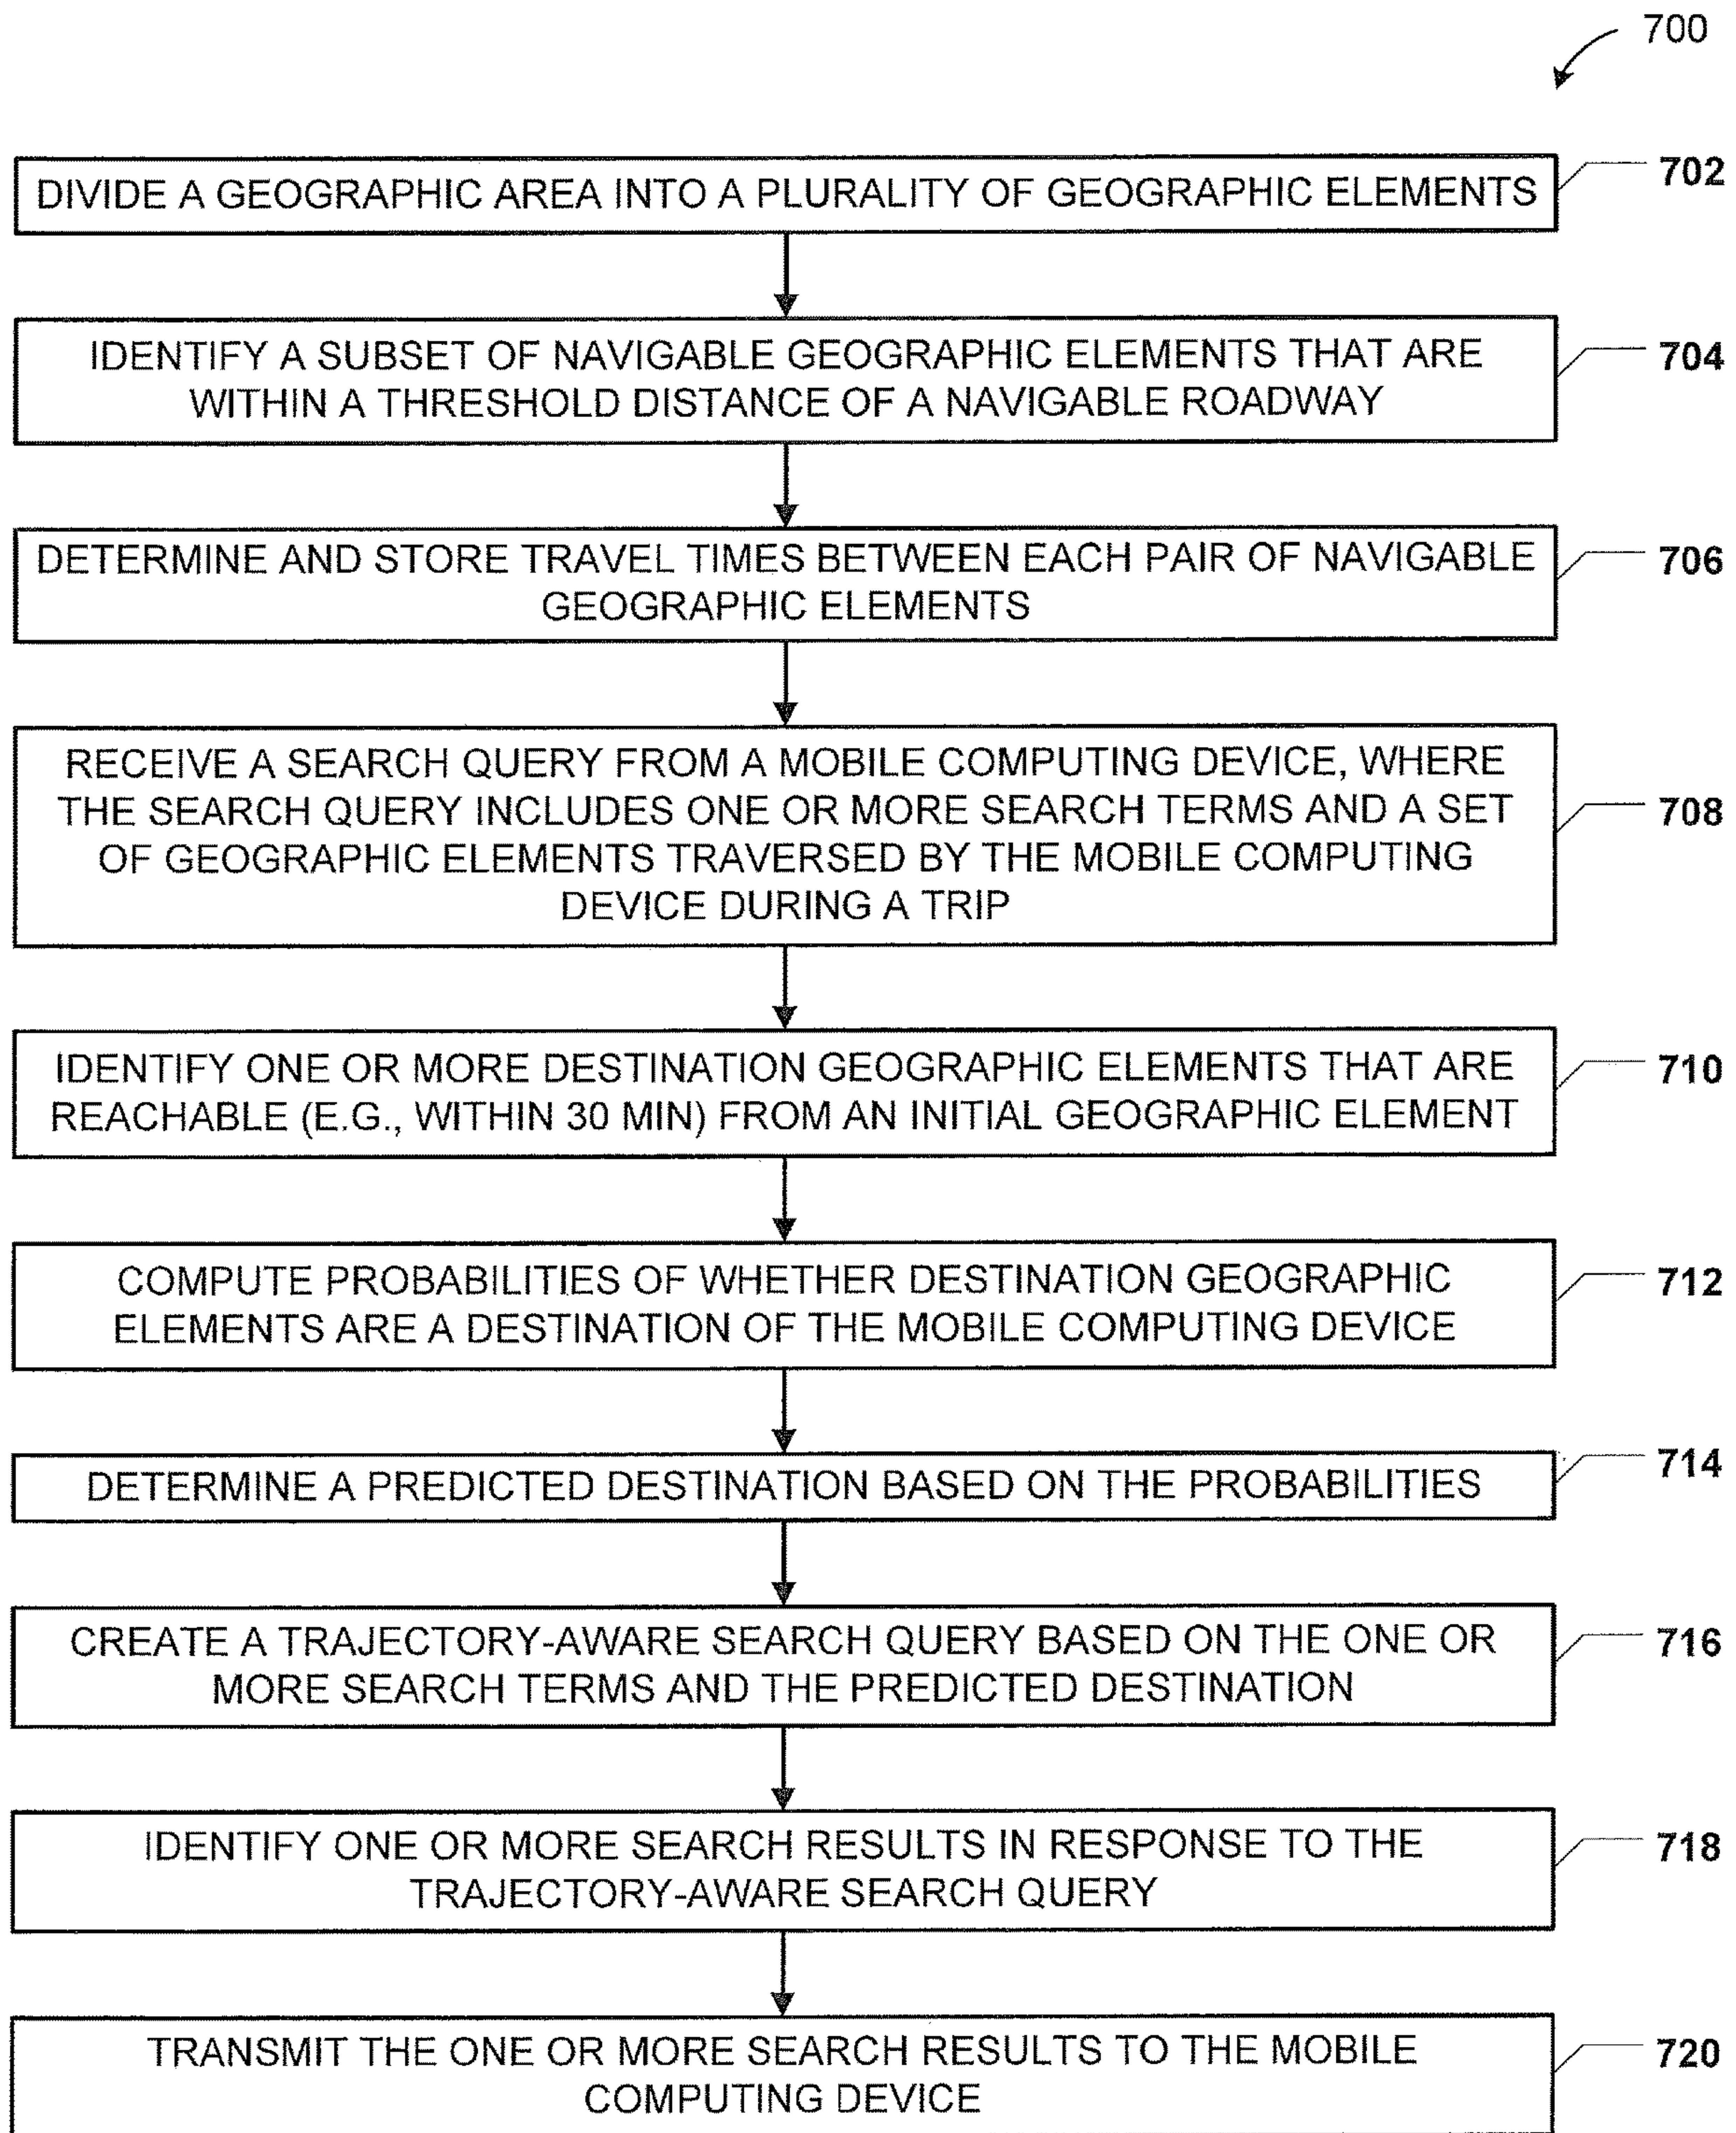 700
DIVIDE A GEOGRAPHIC AREA INTO A PLURALITY OF GEOGRAPHIC ELEMENTS
702
IDENTIFY A SUBSET OF NAVIGABLE GEOGRAPHIC ELEMENTS THAT ARE
WITHIN A THRESHOLD DISTANCE OF A NAVIGABLE ROADWAY
704
DETERMINE AND STORE TRAVEL TIMES BETWEEN EACH PAIR OF NAVIGABLE
GEOGRAPHIC ELEMENTS
706
RECEIVE A SEARCH QUERY FROM A MOBILE COMPUTING DEVICE, WHERE
THE SEARCH QUERY INCLUDES ONE OR MORE SEARCH TERMS AND A SET
OF GEOGRAPHIC ELEMENTS TRAVERSED BY THE MOBILE COMPUTING
DEVICE DURING A TRIP
708
IDENTIFY ONE OR MORE DESTINATION GEOGRAPHIC ELEMENTS THAT ARE
REACHABLE (E.G., WITHIN 30 MIN) FROM AN INITIAL GEOGRAPHIC ELEMENT
710
COMPUTE PROBABILITIES OF WHETHER DESTINATION GEOGRAPHIC
ELEMENTS ARE A DESTINATION OF THE MOBILE COMPUTING DEVICE
712
DETERMINE A PREDICTED DESTINATION BASED ON THE PROBABILITIES
714
CREATE A TRAJECTORY-AWARE SEARCH QUERY BASED ON THE ONE OR
MORE SEARCH TERMS AND THE PREDICTED DESTINATION
716
IDENTIFY ONE OR MORE SEARCH RESULTS IN RESPONSE TO THE
TRAJECTORY-AWARE SEARCH QUERY
718
TRANSMIT THE ONE OR MORE SEARCH RESULTS TO THE MOBILE
COMPUTING DEVICE
720